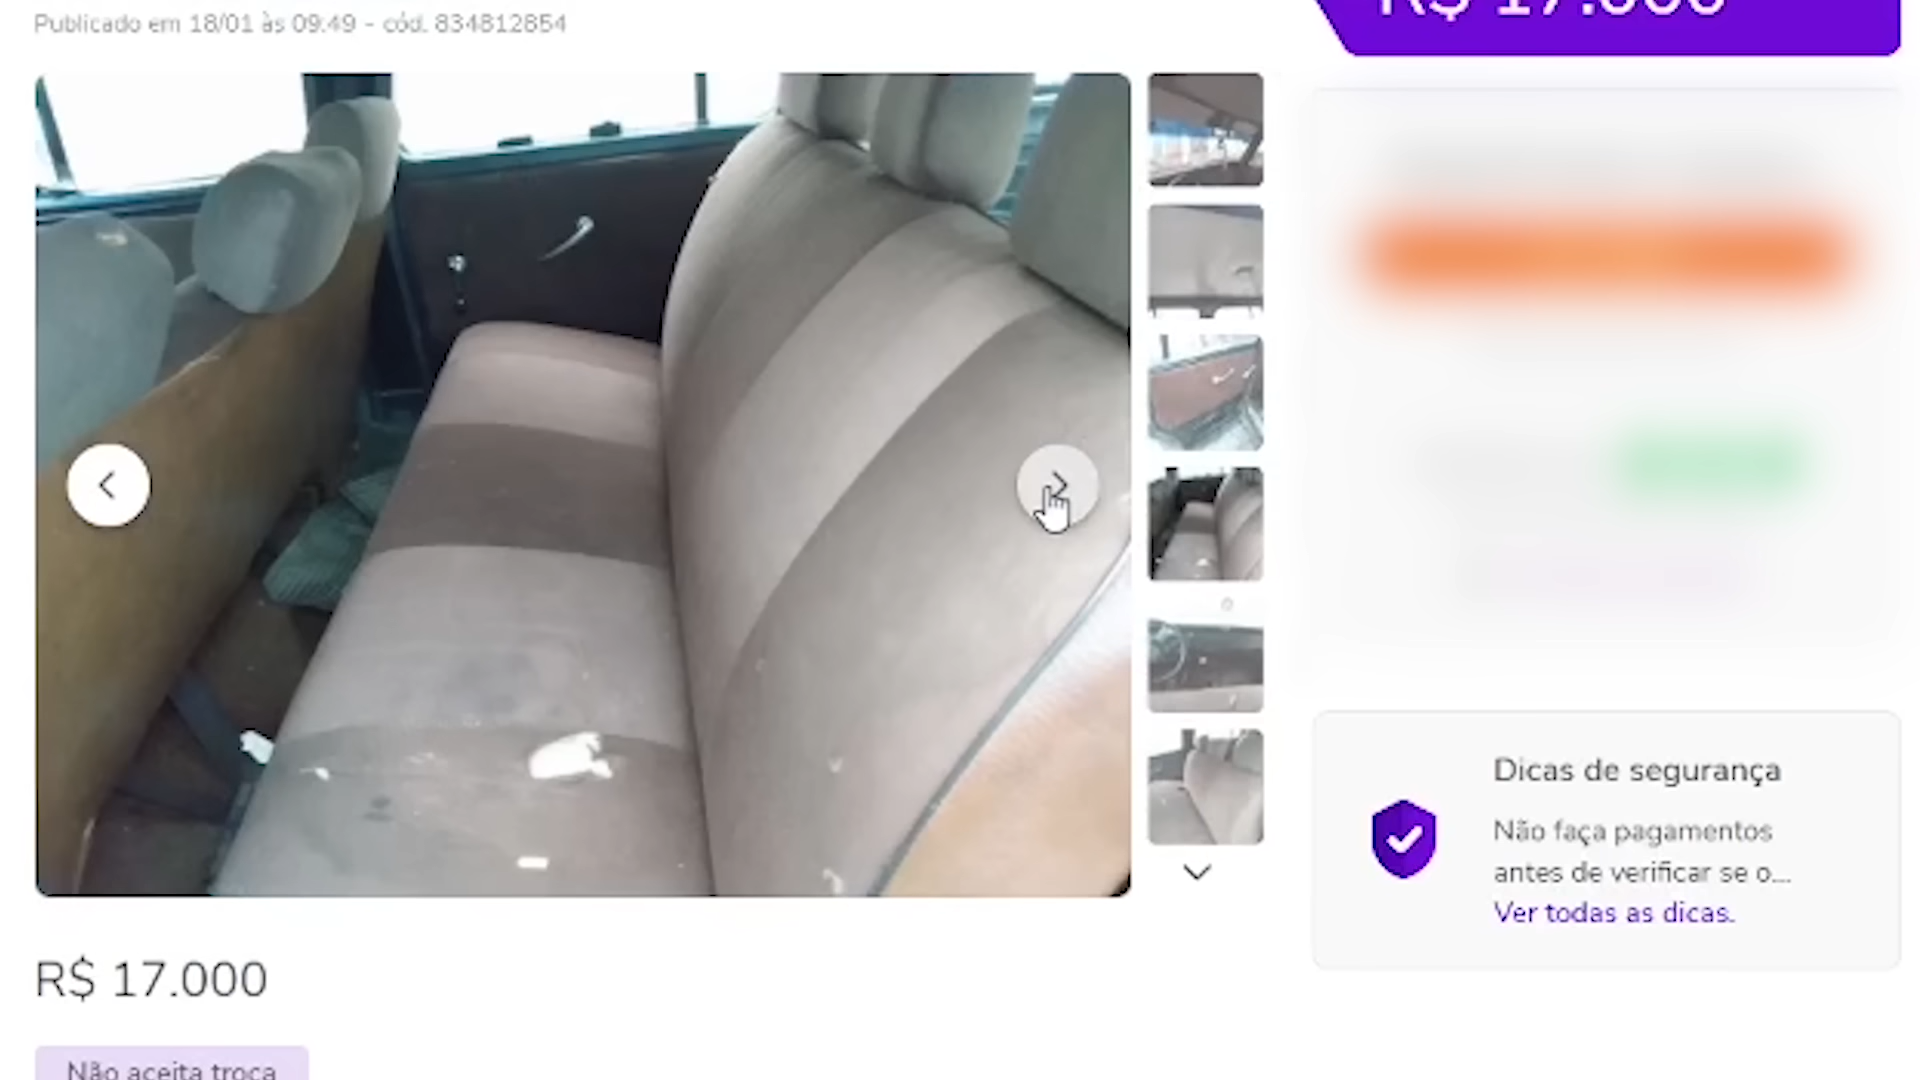 Publicado em 18/01 às 09:49 - cód. 834812854
R$ 17.000
Dicas de segurança
Não faça pagamentos
antes de verificar se o...
Ver todas as dicas.
R$ 17.000
Não aceita troca